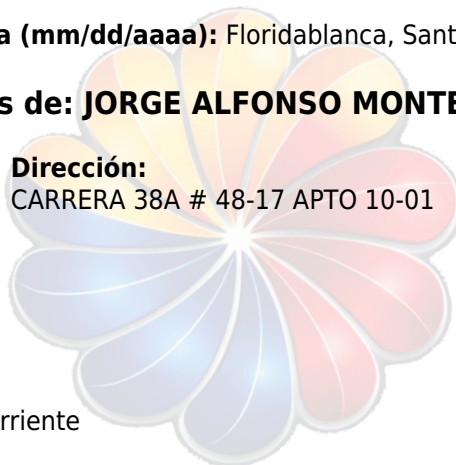 a (mm/dd/aaaa): Floridablanca, Sant
s de: JORGE ALFONSO MONTE
Dirección:
CARRERA 38A # 48-17 APTO 10-01
rriente